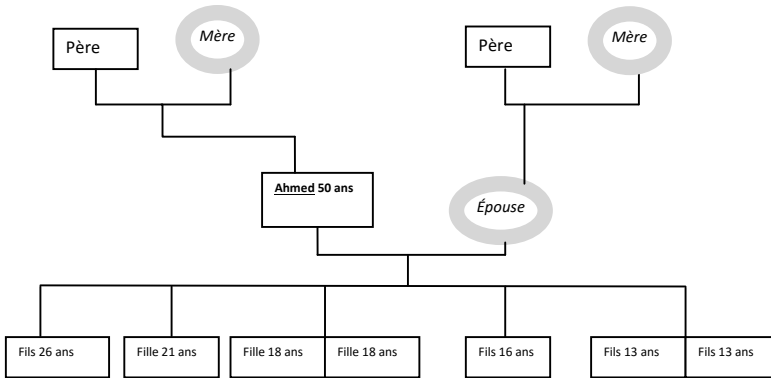 Père
Mère
Père
Mère
Ahmed 50 ans
Épouse
Fils 26 ans
Fille 21 ans
Fille 18 ans
Fille 18 ans
Fils 16 ans
Fils 13 ans
Fils 13 ans